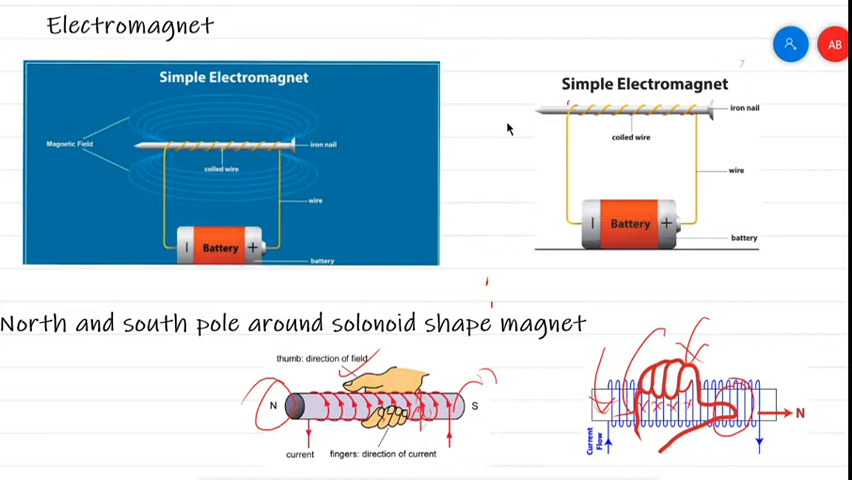 Electromagnet
AB
Simple Electromagnet
Magnetic Field
iron nail
coiled wire
wire
Battery
battery
Simple Electromagnet
iron nail
coiled wire
wire
Battery
battery
North and south pole around solonoid shape magnet
thumb: direction of field
N
S
current
fingers: direction of current
Current
Flow
N